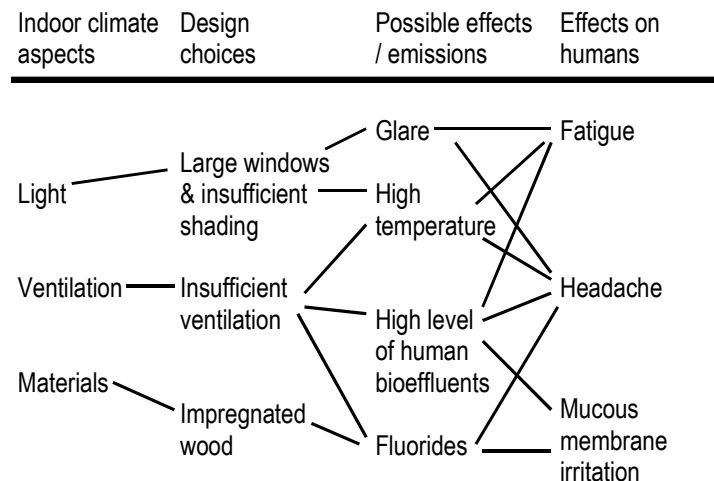 Indoor climate
aspects
Design
choices
Possible effects
/ emissions
Effects on
humans
Light
Ventilation
Materials
Large windows
& insufficient
shading
Insufficient
ventilation
Impregnated
wood
Glare
High
temperature
High level
of human
bioeffluents
Fluorides
Fatigue
Headache
Mucous
membrane
irritation